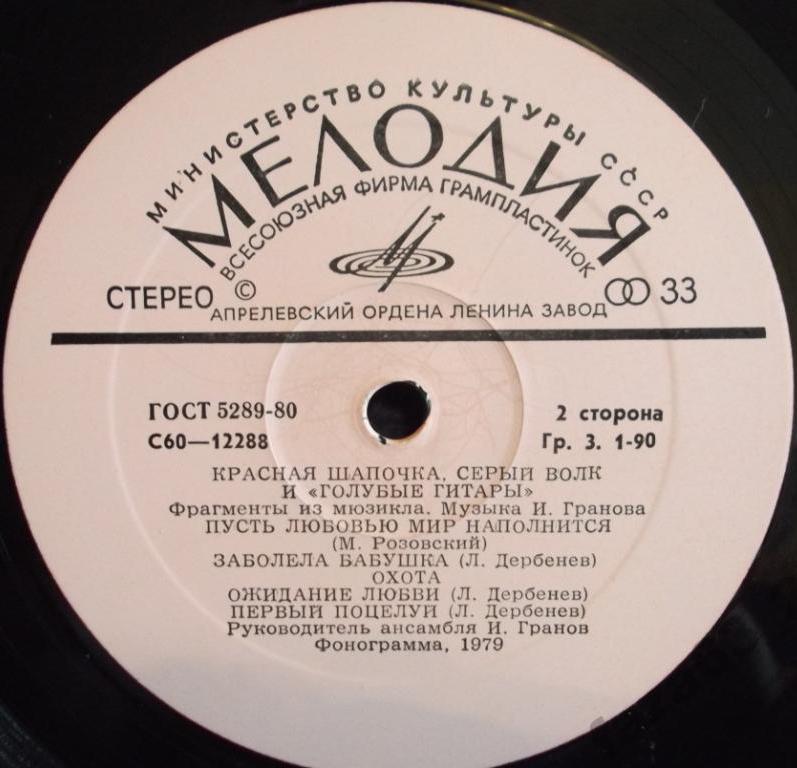 МИНИСТЕРСТВО КУЛЬТУРЫ СССР
МЕЛОДИЯ
ВСЕСОЮЗНАЯ ФИРМА ГРАМПЛАСТИНОК
СТЕРЕО © 33
АПРЕЛЕВСКИЙ ОРДЕНА ЛЕНИНА ЗАВОД
ГОСТ 5289-80 2 сторона
С60—12288 Гр. 3. 1-90
КРАСНАЯ ШАПОЧКА, СЕРЫЙ ВОЛК
И «ГОЛУБЫЕ ГИТАРЫ»
Фрагменты из мюзикла. Музыка И. Гранова
ПУСТЬ ЛЮБОВЬЮ МИР НАПОЛНИТСЯ
(М. Розовский)
ЗАБОЛЕЛА БАБУШКА (Л. Дербенев)
ОХОТА
ОЖИДАНИЕ ЛЮБВИ (Л. Дербенев)
ПЕРВЫЙ ПОЦЕЛУЙ (Л. Дербенев)
Руководитель ансамбля И. Гранов
Фонограмма, 1979